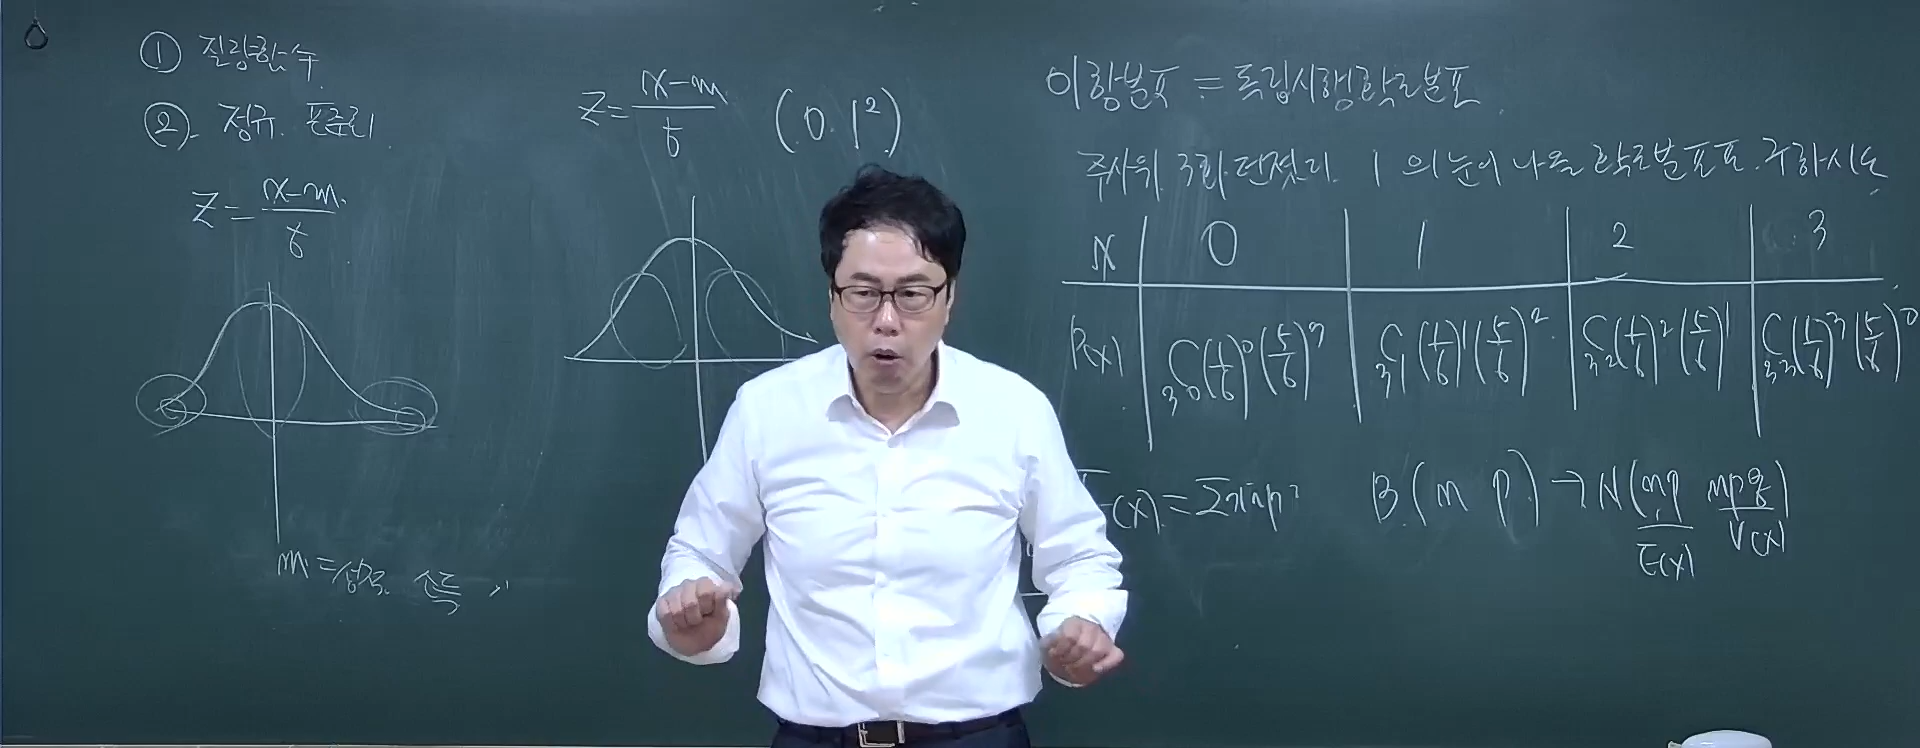 ① 질량함수
②. 정규. 표준화
Z = x-m / σ
m = 성적. 소득
Z = x-m / σ (0. 1²)
이항분포 = 독립시행확률분포
주사위. 3회. 던졌더. 1 의 눈이 나올 확률분포표. 구하시오
x 0 1 2 3
P(x) ₃C₀(1/6)⁰(5/6)³ ₃C₁(1/6)¹(5/6)² ₃C₂(1/6)²(5/6)¹ ₃C₃(1/6)³(5/6)⁰
(x) = Σ
B.(n p) → N(np npq)
E(x) V(x)